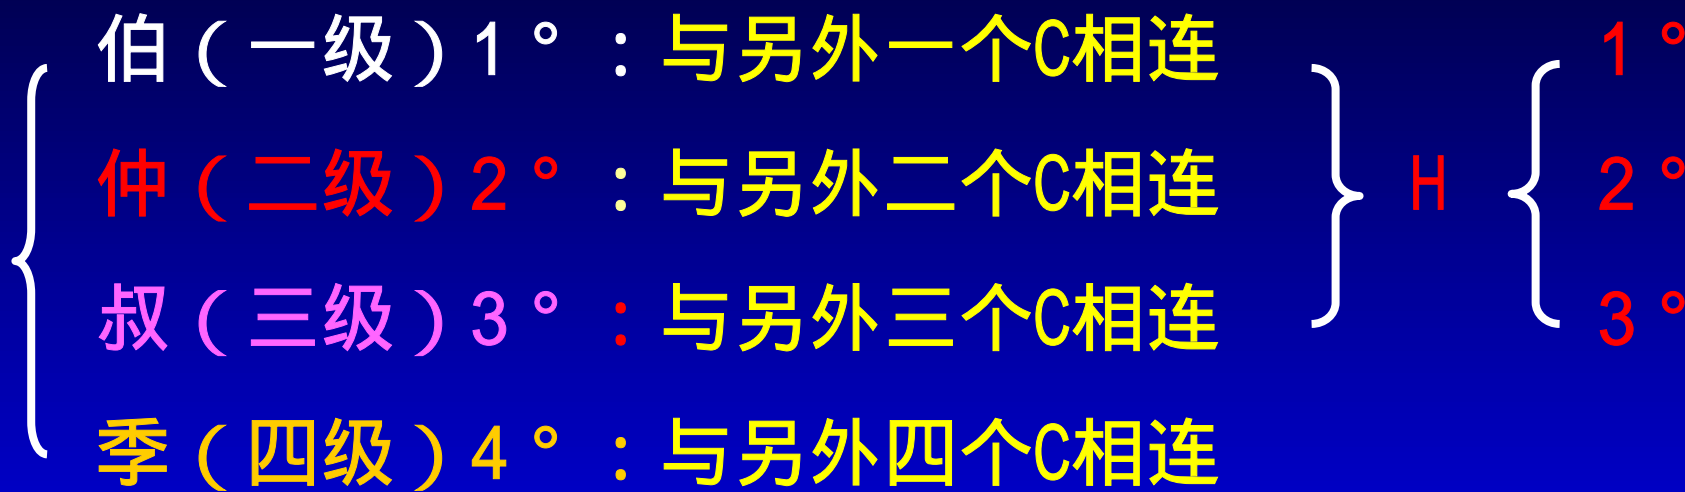 伯（一级）1°：与另外一个C相连 1°
仲（二级）2°：与另外二个C相连 H 2°
叔（三级）3°：与另外三个C相连 3°
季（四级）4°：与另外四个C相连